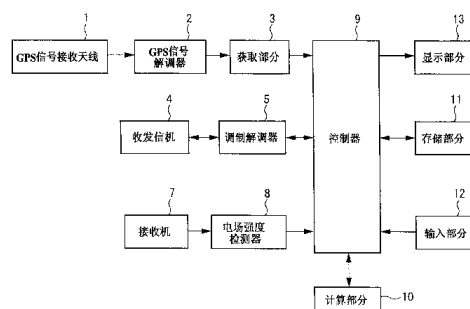 1
2
3
9
13
GPS信号接收天线
GPS信号
解调器
获取部分
控制器
显示部分
4
5
11
收发信机
调制解调器
存储部分
7
8
12
接收机
电场强度
检测器
输入部分
计算部分
10